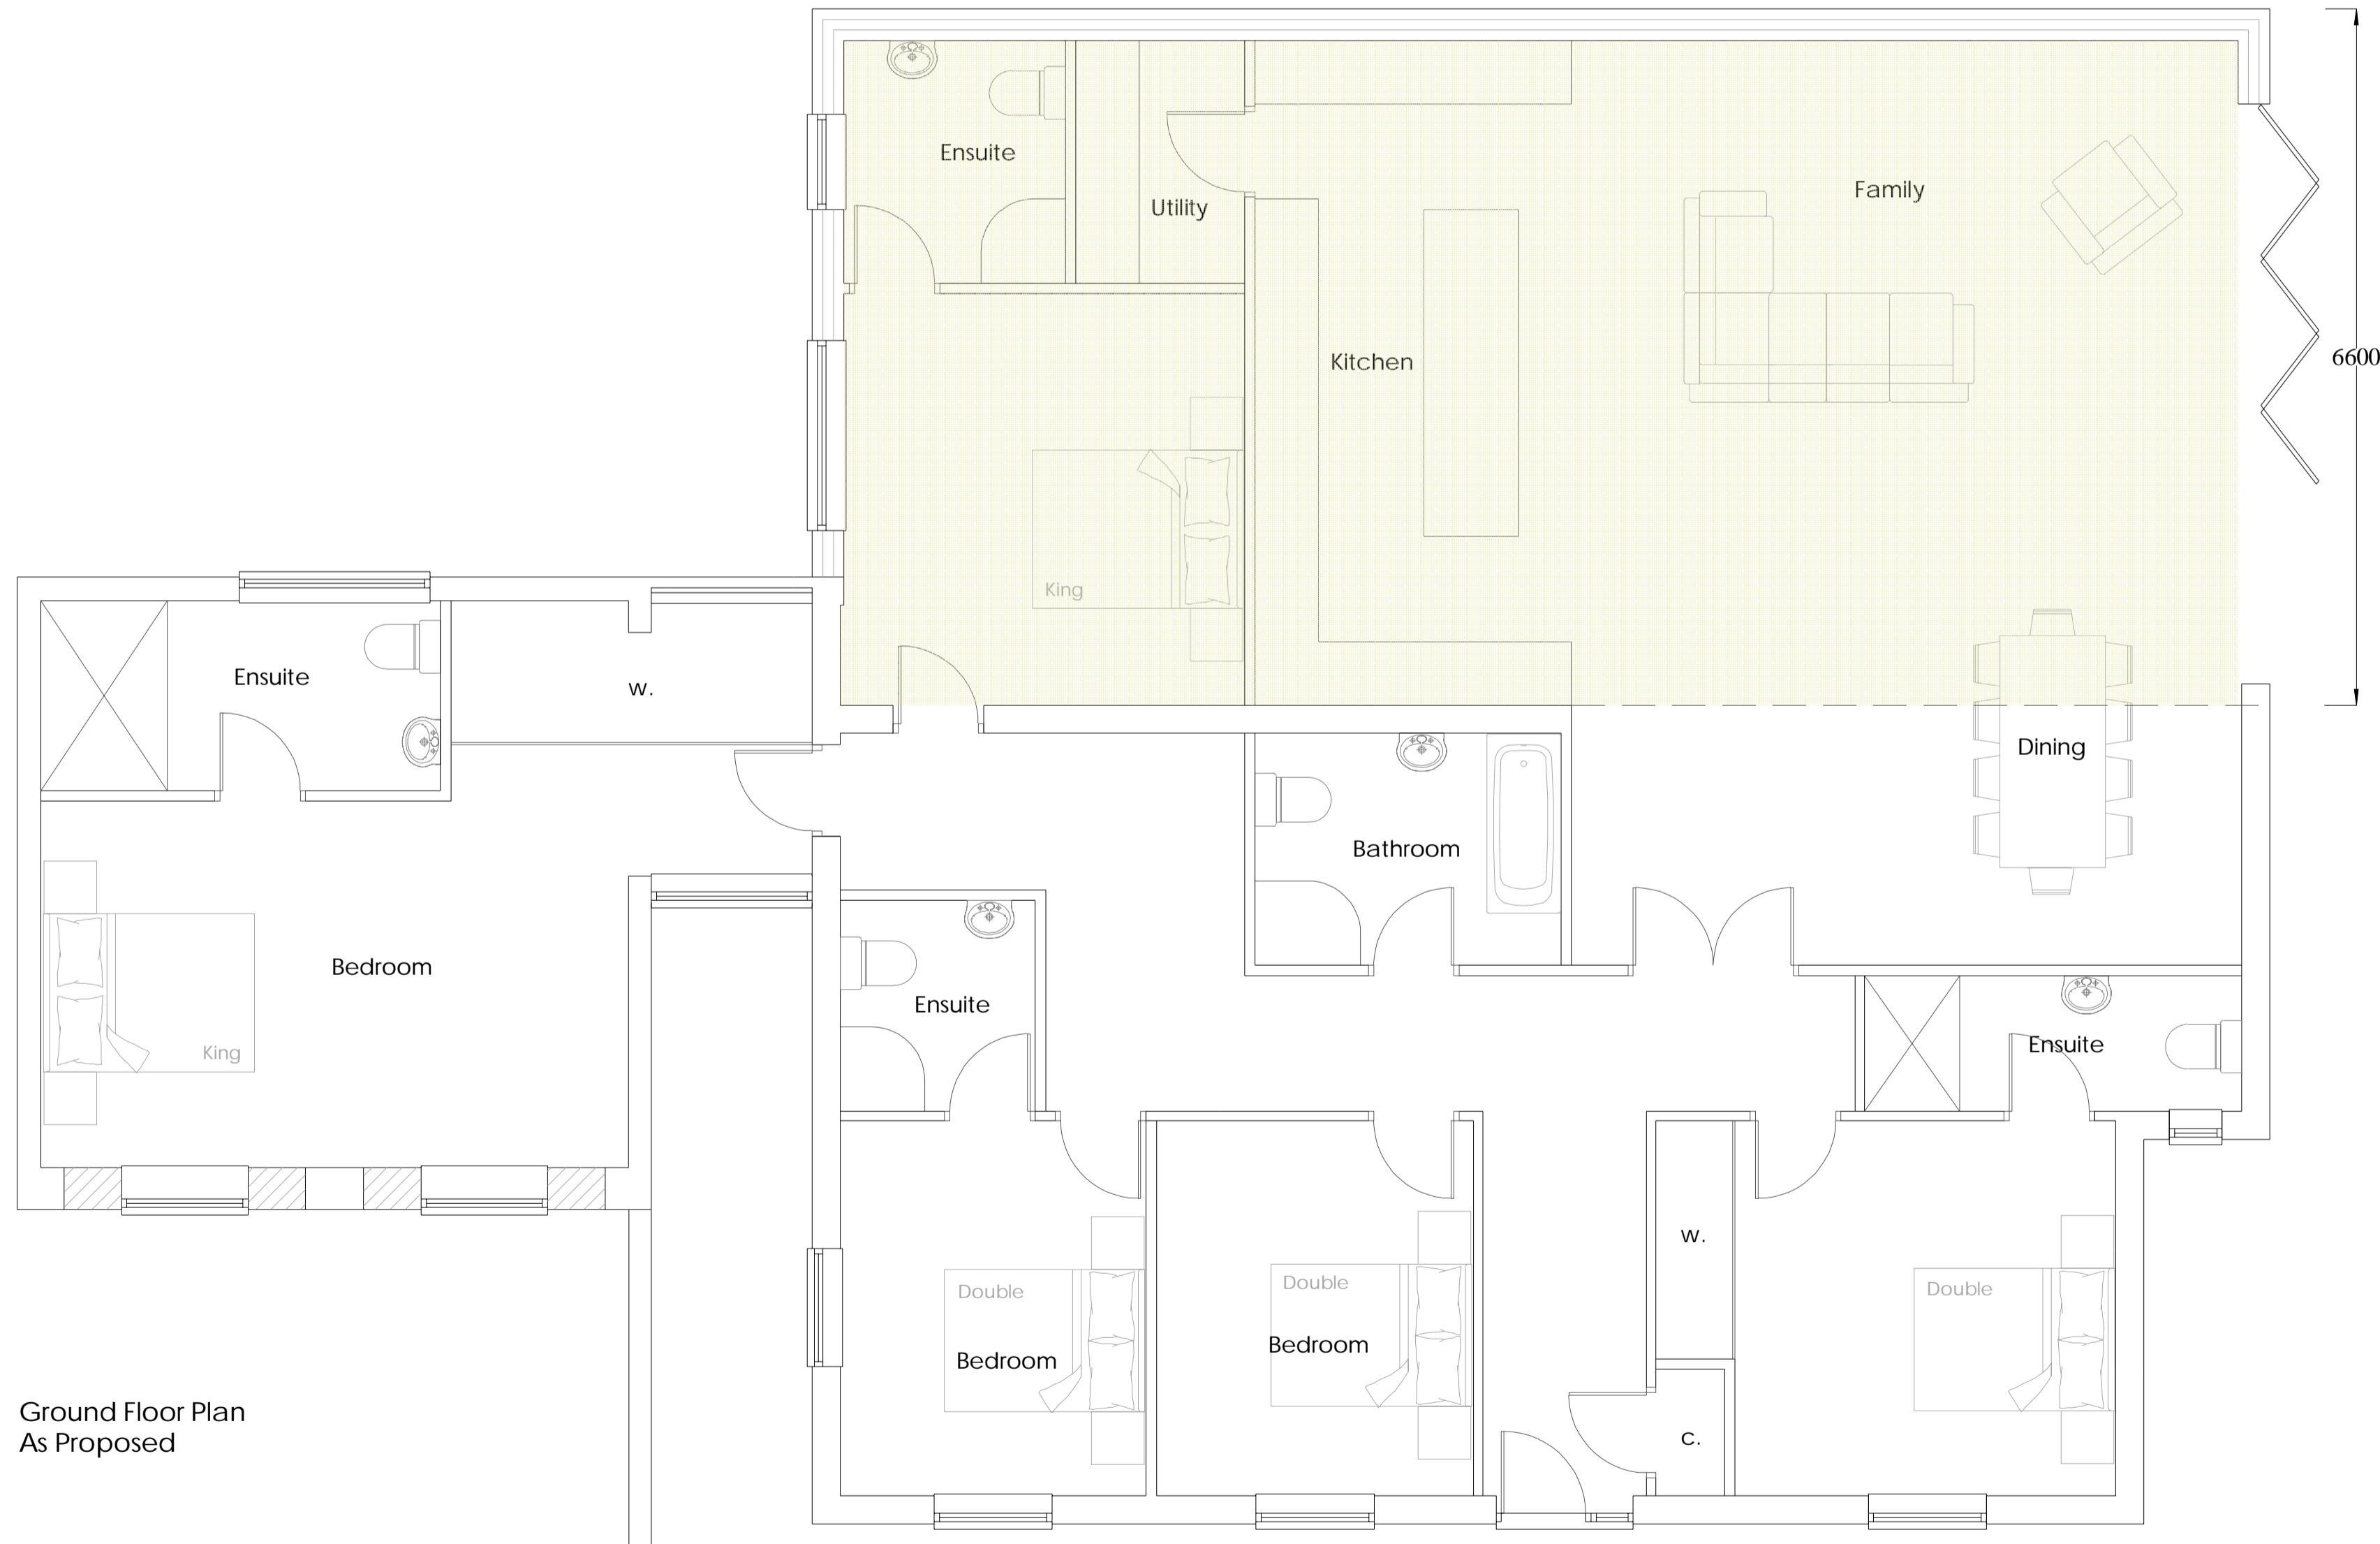 Ensuite
Utility
Family
Kitchen
6600
King
Ensuite
w.
Dining
Bathroom
Bedroom
Ensuite
King
Ensuite
w.
Double
Bedroom
Double
Bedroom
Double
c.
Ground Floor Plan
As Proposed